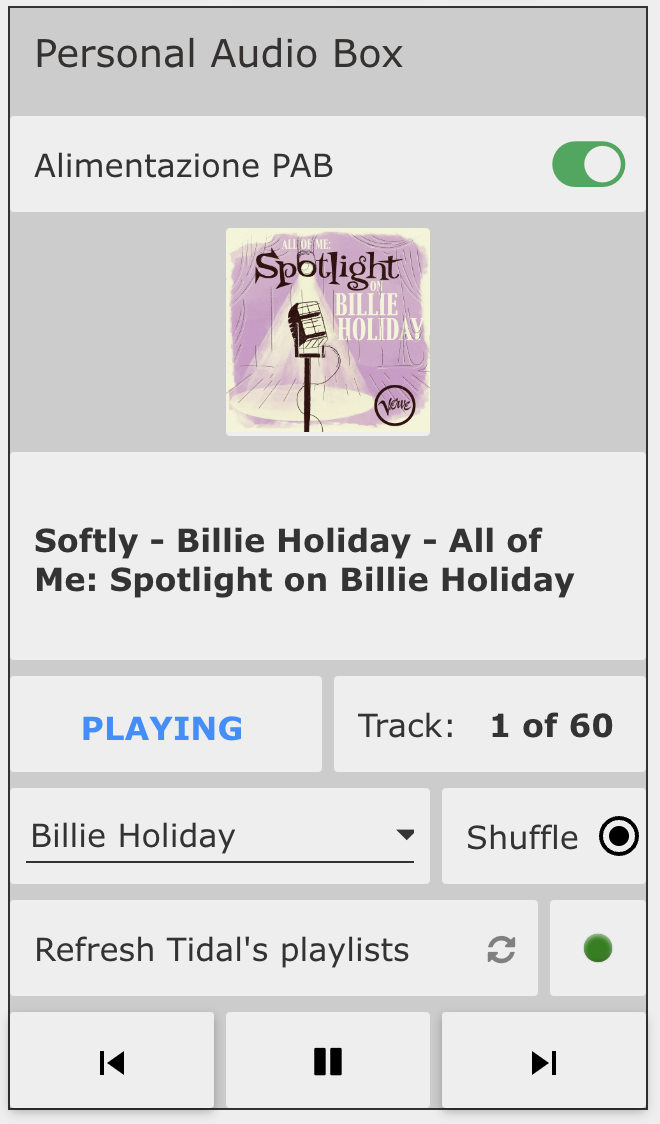 Personal Audio Box
Alimentazione PAB
ALL OF ME:
Spotlight
ON
BILLIE
HOLIDAY
Verve
Softly - Billie Holiday - All of
Me: Spotlight on Billie Holiday
PLAYING
Track: 1 of 60
Billie Holiday
Shuffle
Refresh Tidal's playlists